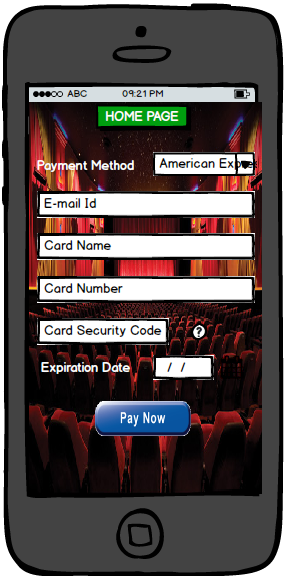 ABC 09:21 PM
HOME PAGE
Payment Method American Expre
E-mail Id
Card Name
Card Number
Card Security Code ?
Expiration Date / /
Pay Now